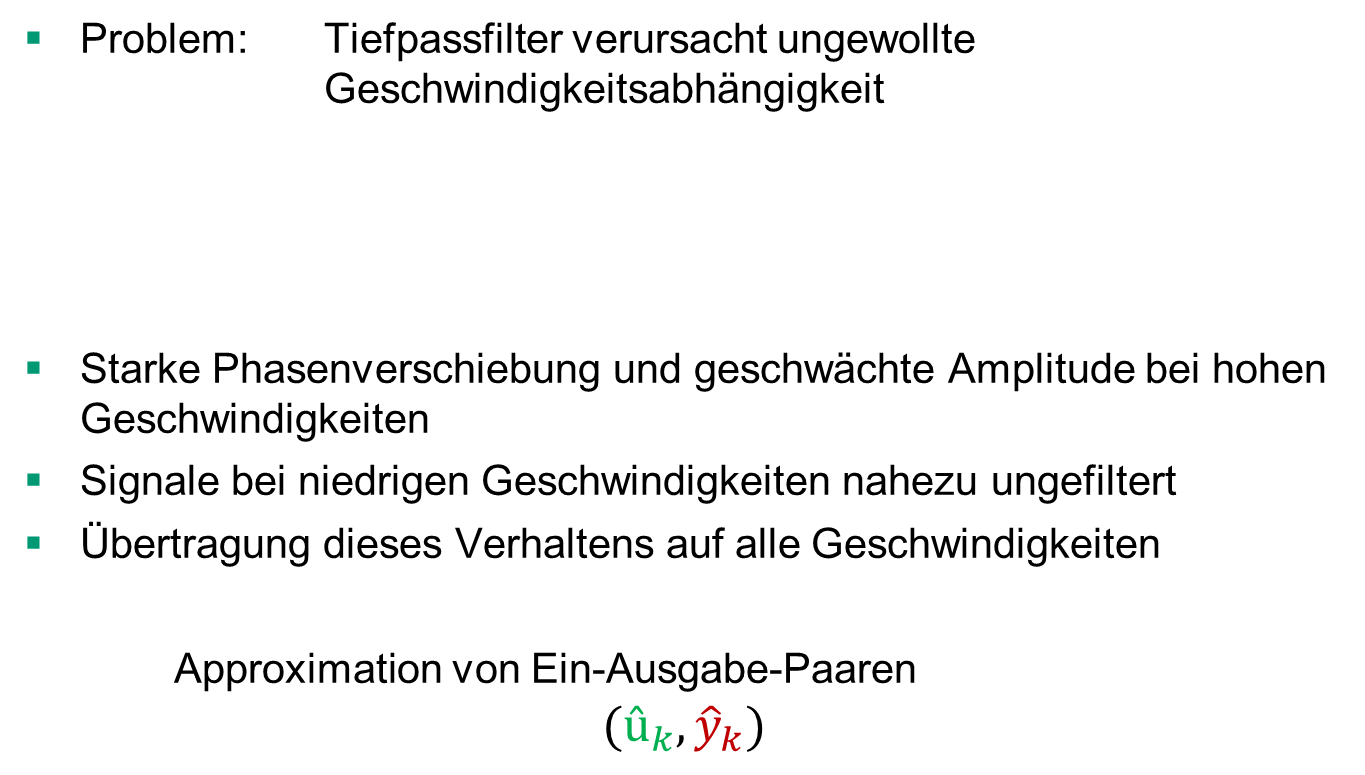 ▪ Problem: Tiefpassfilter verursacht ungewollte
Geschwindigkeitsabhängigkeit
▪ Starke Phasenverschiebung und geschwächte Amplitude bei hohen
Geschwindigkeiten
▪ Signale bei niedrigen Geschwindigkeiten nahezu ungefiltert
▪ Übertragung dieses Verhaltens auf alle Geschwindigkeiten
Approximation von Ein-Ausgabe-Paaren
(û_k, ŷ_k)